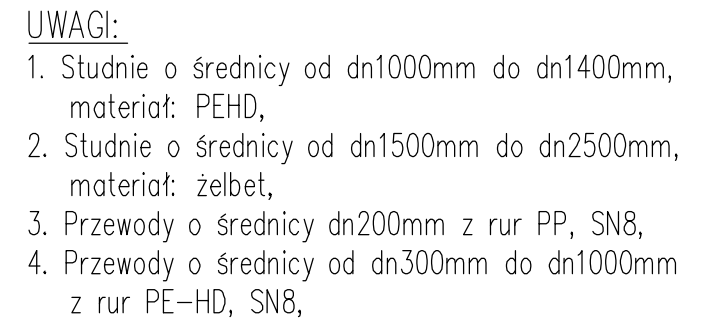 UWAGI:
1. Studnie o średnicy od dn1000mm do dn1400mm,
materiał: PEHD,
2. Studnie o średnicy od dn1500mm do dn2500mm,
materiał: żelbet,
3. Przewody o średnicy dn200mm z rur PP, SN8,
4. Przewody o średnicy od dn300mm do dn1000mm
z rur PE-HD, SN8,